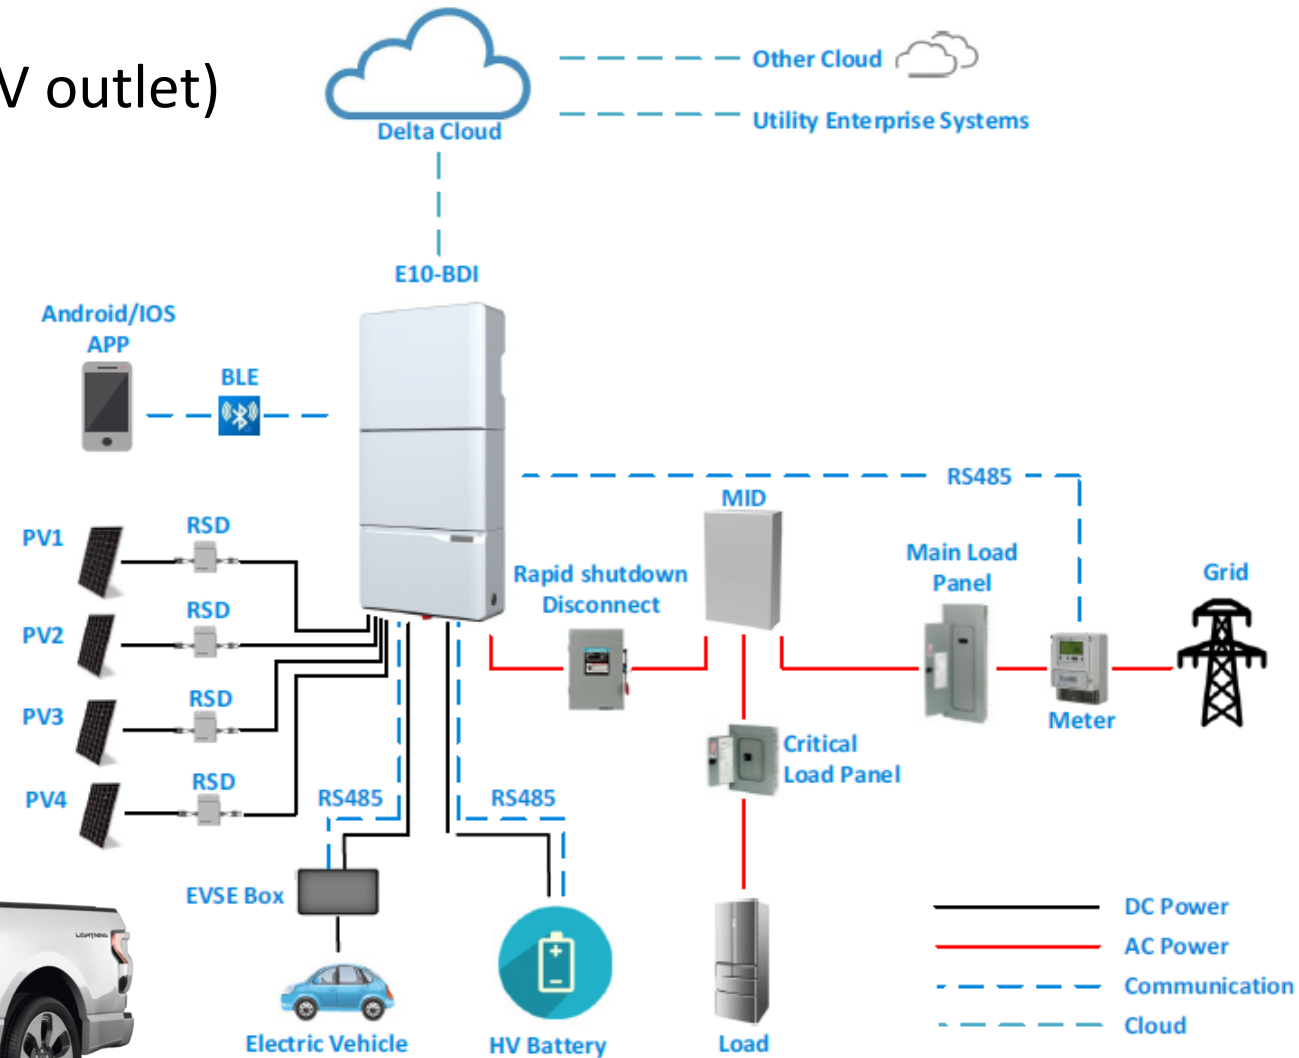 V outlet)
Other Cloud
Delta Cloud
Utility Enterprise Systems
E10-BDI
Android/IOS
APP
BLE
RS485
MID
PV1
RSD
Rapid shutdown
Disconnect
Main Load
Panel
Grid
PV2
RSD
PV3
RSD
Meter
Critical
Load Panel
PV4
RSD
RS485
RS485
EVSE Box
DC Power
LIGHTNING
AC Power
Communication
Cloud
Electric Vehicle
HV Battery
Load